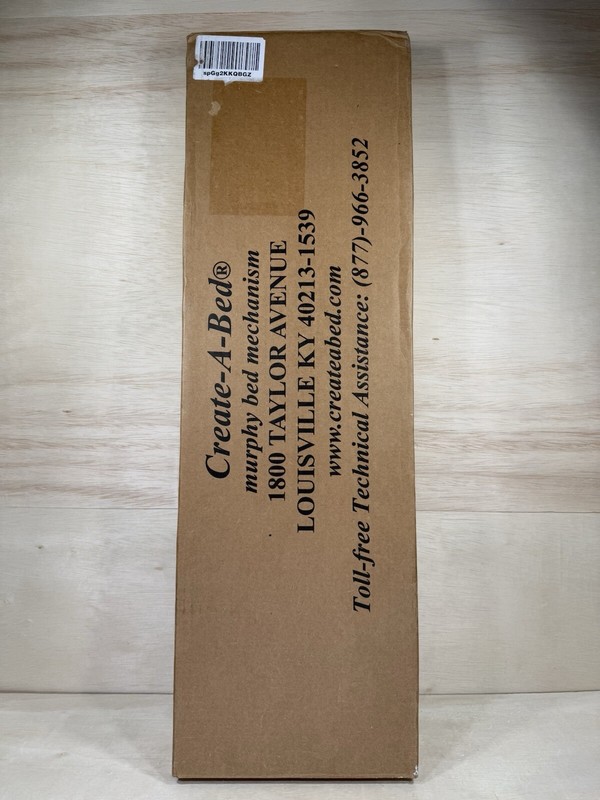 spGg2KKQBGZ
Create-A-Bed®
murphy bed mechanism
1800 TAYLOR AVENUE
LOUISVILLE KY 40213-1539
www.createabed.com
Toll-free Technical Assistance: (877)-966-3852